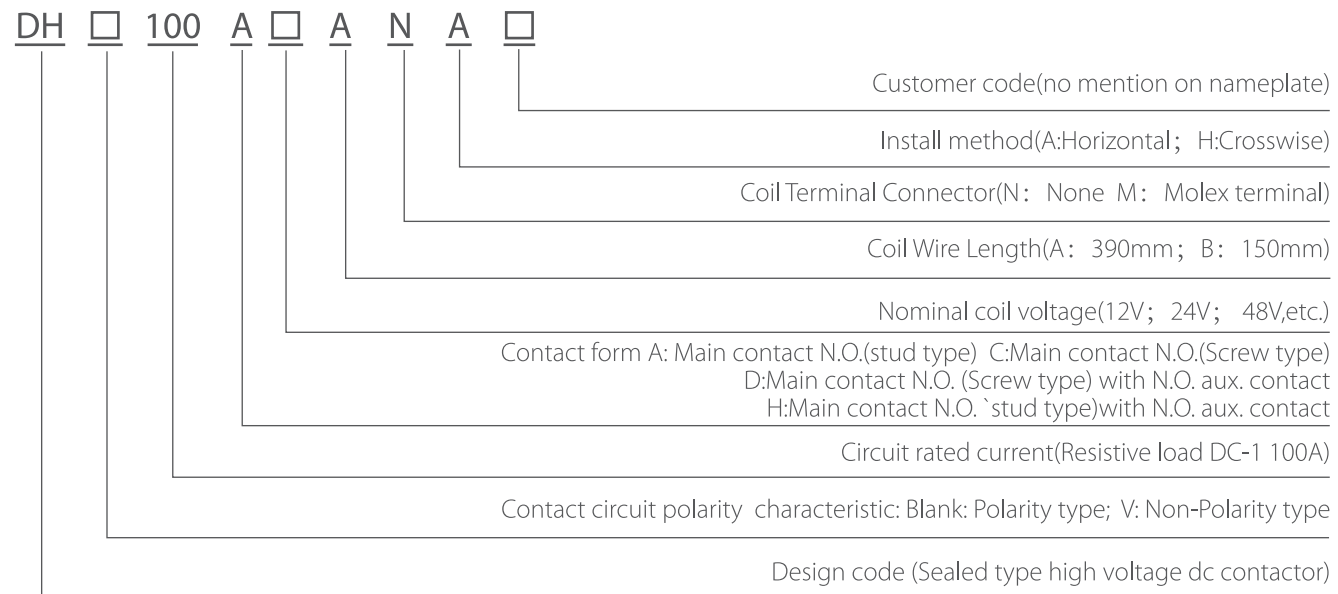 DH □ 100 A □ A N A □
Customer code(no mention on nameplate)
Install method(A:Horizontal; H:Crosswise)
Coil Terminal Connector(N: None M: Molex terminal)
Coil Wire Length(A: 390mm; B: 150mm)
Nominal coil voltage(12V; 24V; 48V,etc.)
Contact form A: Main contact N.O.(stud type) C:Main contact N.O.(Screw type)
D:Main contact N.O. (Screw type) with N.O. aux. contact
H:Main contact N.O. `stud type)with N.O. aux. contact
Circuit rated current(Resistive load DC-1 100A)
Contact circuit polarity characteristic: Blank: Polarity type; V: Non-Polarity type
Design code (Sealed type high voltage dc contactor)